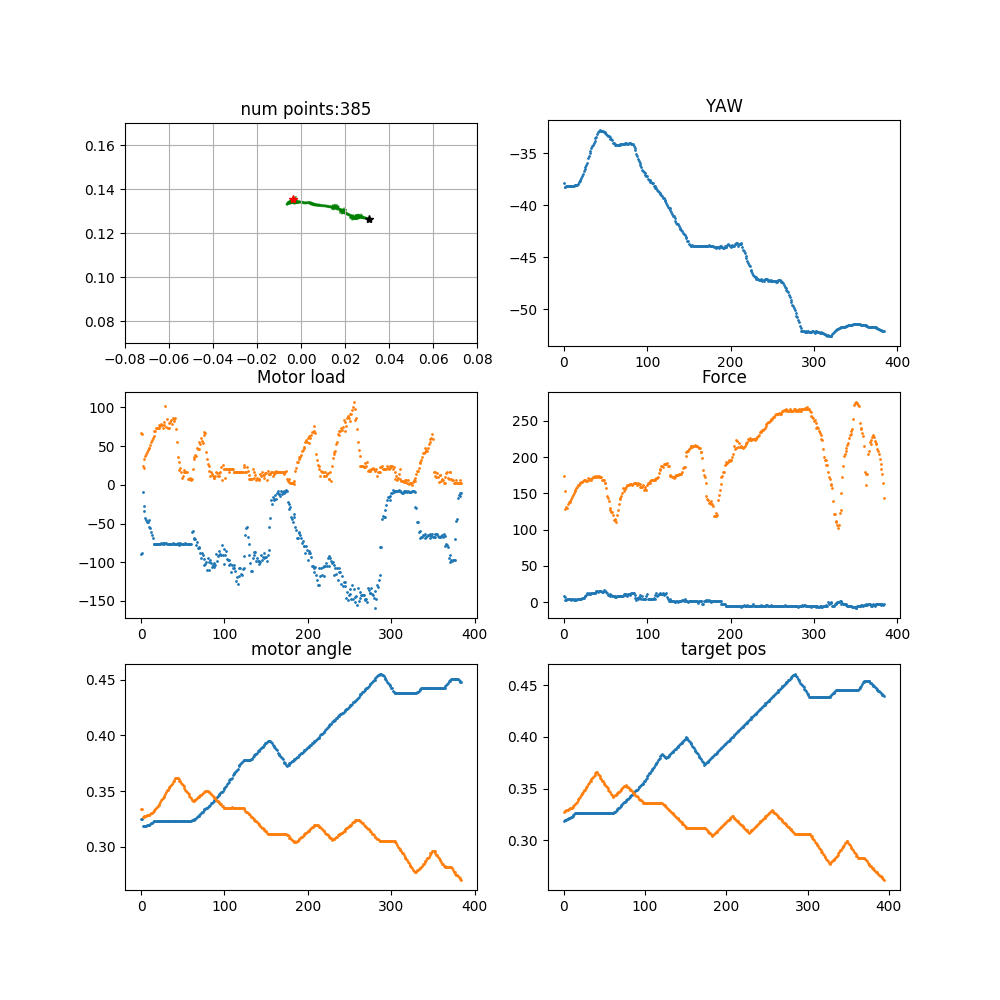 num points:385
YAW
0.16
0.14
0.12
0.10
0.08
−0.08 −0.06 −0.04 −0.02 0.00 0.02 0.04 0.06 0.08
−35
−40
−45
−50
0 100 200 300 400
Motor load
Force
100
50
0
−50
−100
−150
0 100 200 300 400
250
200
150
100
50
0
0 100 200 300 400
motor angle
target pos
0.45
0.40
0.35
0.30
0 100 200 300 400
0.45
0.40
0.35
0.30
0 100 200 300 400